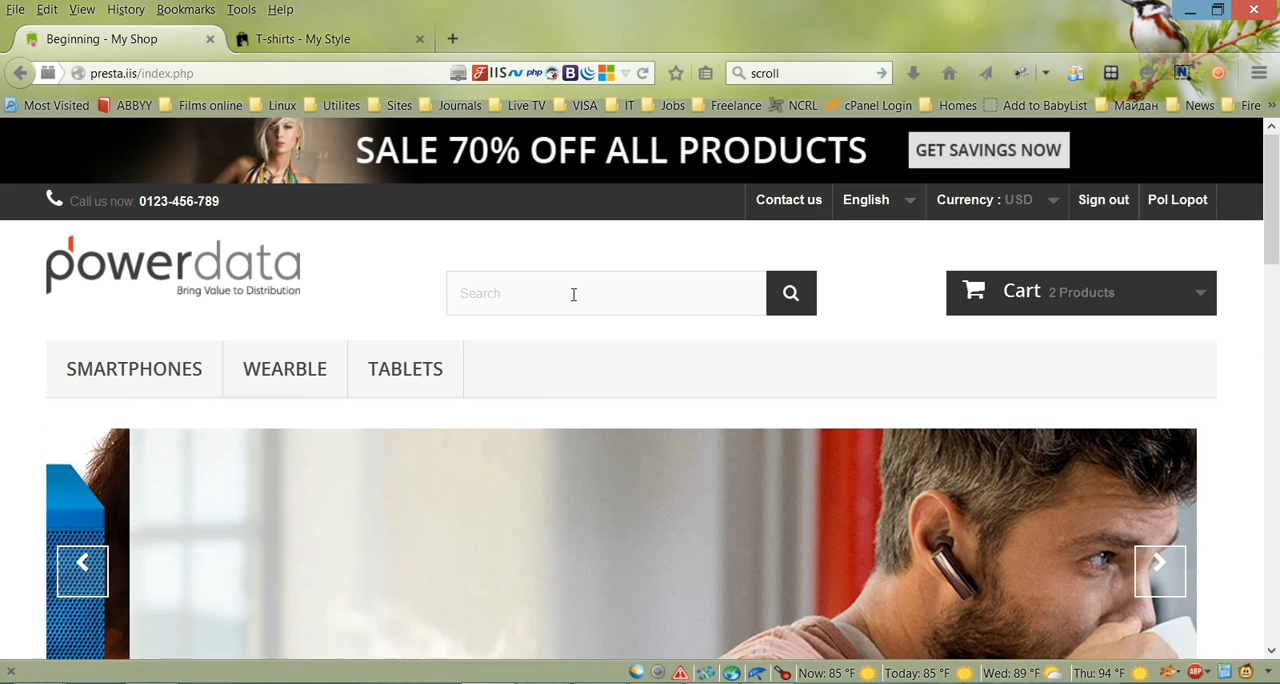 File Edit View History Bookmarks Tools Help
Beginning - My Shop
T-shirts - My Style
presta.iis/index.php
IIS
php
scroll
Most Visited ABBYY Films online Linux Utilites Sites Journals Live TV VISA IT Jobs Freelance NCRL cPanel Login Homes Add to BabyList Майдан News Fire
SALE 70% OFF ALL PRODUCTS
GET SAVINGS NOW
Call us now: 0123-456-789
Contact us
English
Currency : USD
Sign out
Pol Lopot
powerdata
Bring Value to Distribution
Search
Cart 2 Products
SMARTPHONES WEARABLE TABLETS
Now: 85 °F Today: 85 °F Wed: 89 °F Thu: 94 °F